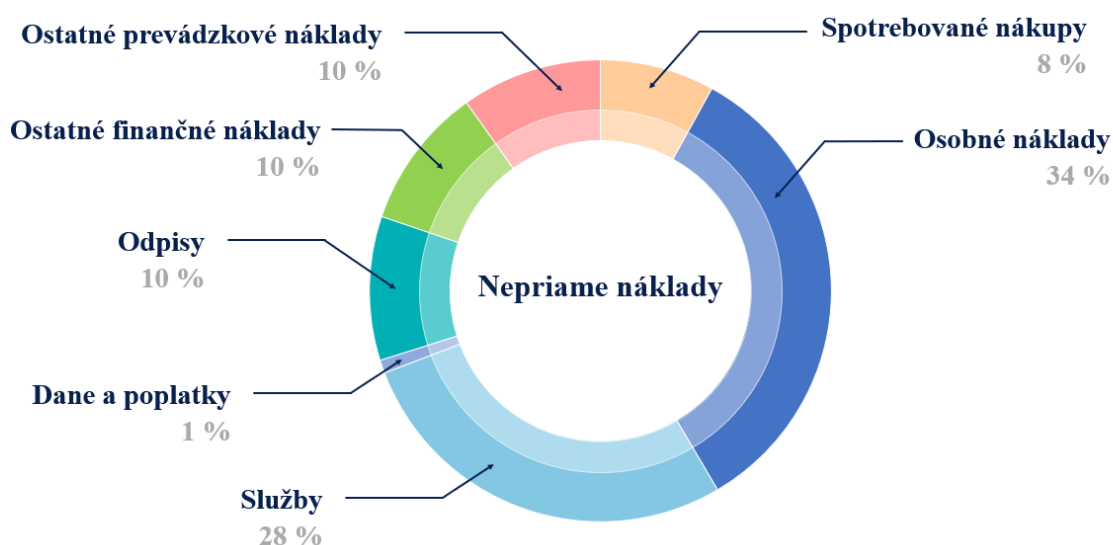 Ostatné prevádzkové náklady
10 %
Spotrebované nákupy
8 %
Ostatné finančné náklady
10 %
Osobné náklady
34 %
Odpisy
10 %
Nepriame náklady
Dane a poplatky
1 %
Služby
28 %